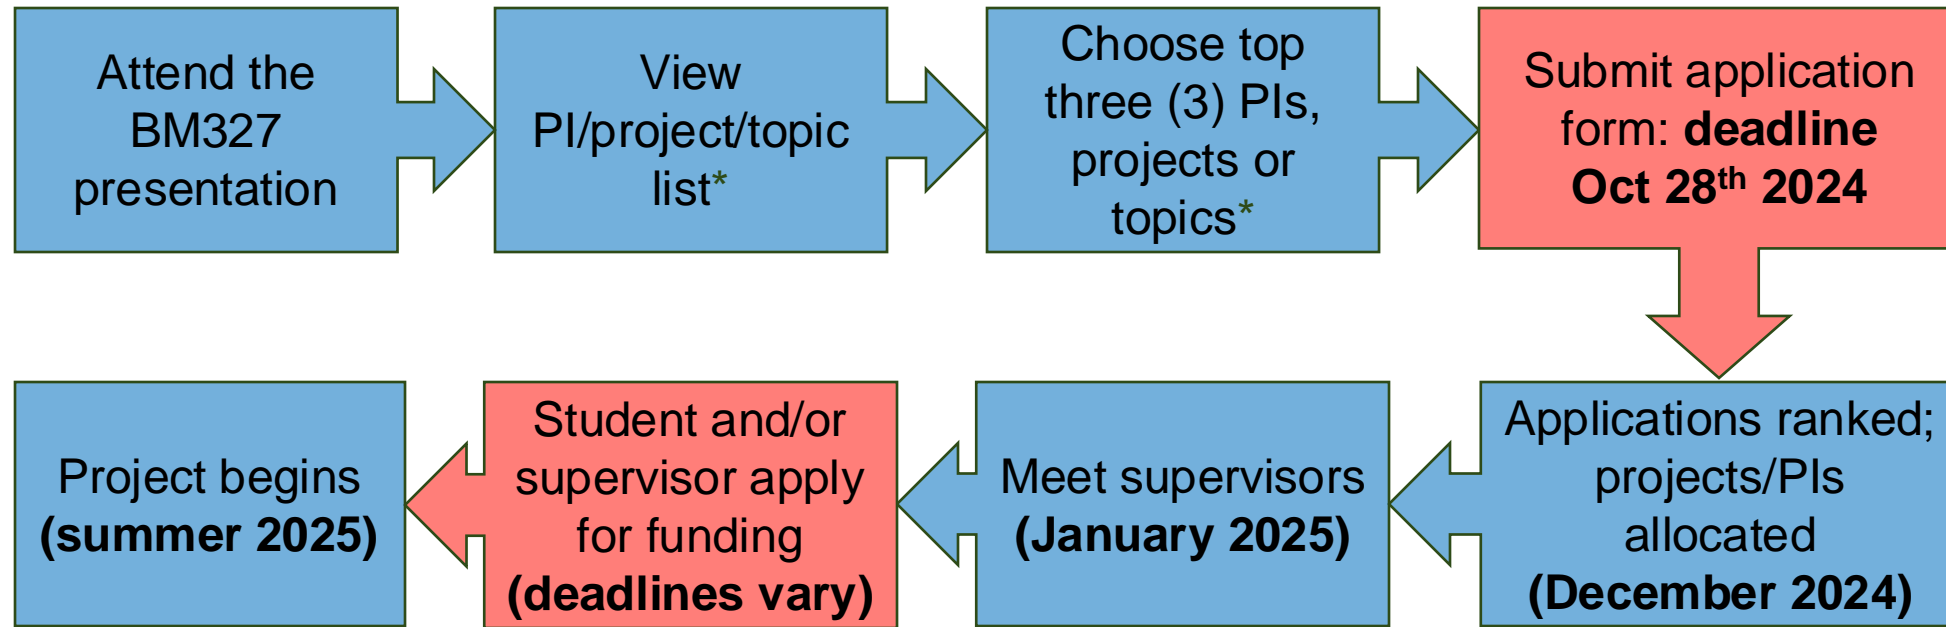 Attend the
BM327
presentation
View
PI/project/topic
list*
Choose top
three (3) PIs,
projects or
topics*
Submit application
form: deadline
Oct 28th 2024
Applications ranked;
projects/PIs
allocated
(December 2024)
Meet supervisors
(January 2025)
Student and/or
supervisor apply
for funding
(deadlines vary)
Project begins
(summer 2025)